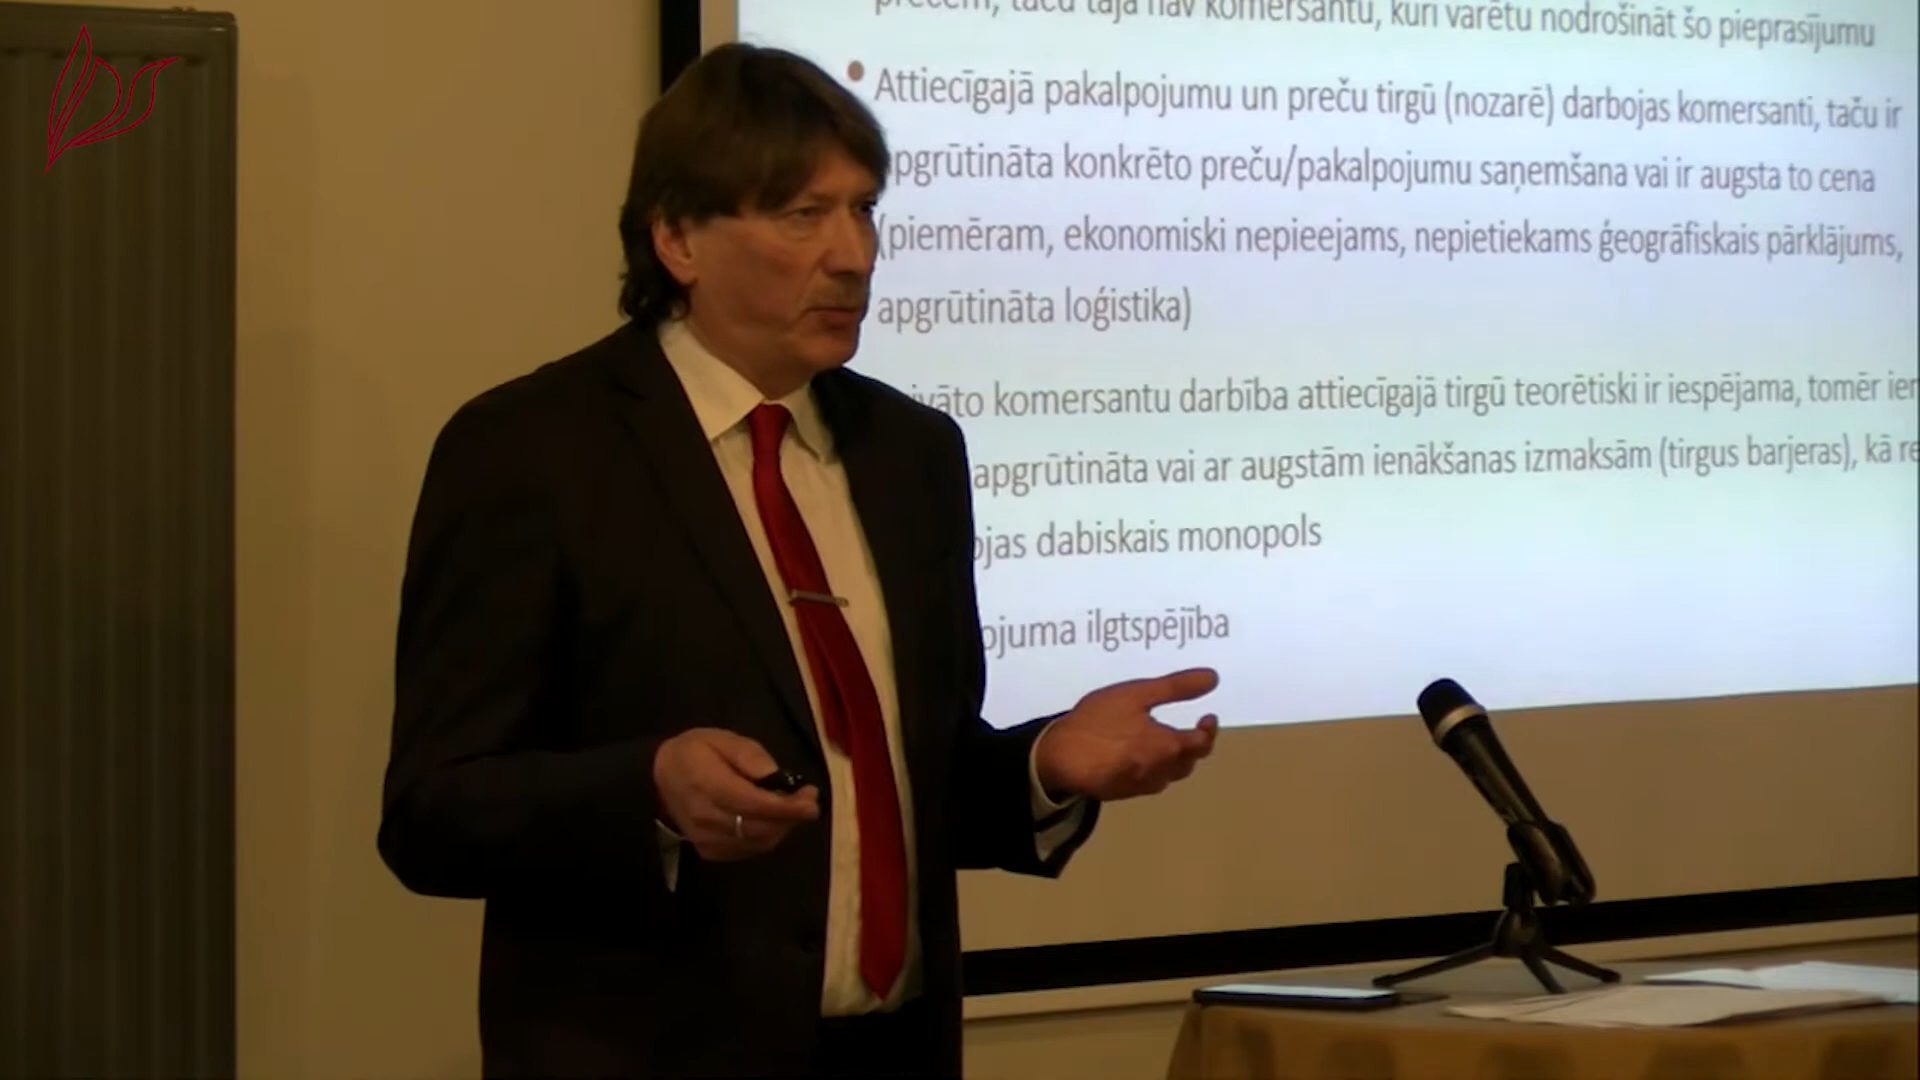 taču tajā nav komersantu, kuri varētu nodrošināt šo pieprasījumu
Attiecīgajā pakalpojumu un preču tirgū (nozarē) darbojas komersanti, taču ir
apgrūtināta konkrēto preču/pakalpojumu saņemšana vai ir augsta to cena
(piemēram, ekonomiski nepieejams, nepietiekams ģeogrāfiskais pārklājums,
apgrūtināta loģistika)
komersantu darbība attiecīgajā tirgū teorētiski ir iespējama, tomēr
apgrūtināta vai ar augstām ienākšanas izmaksām (tirgus barjeras), kā
dabiskais monopols
ilgtspējība